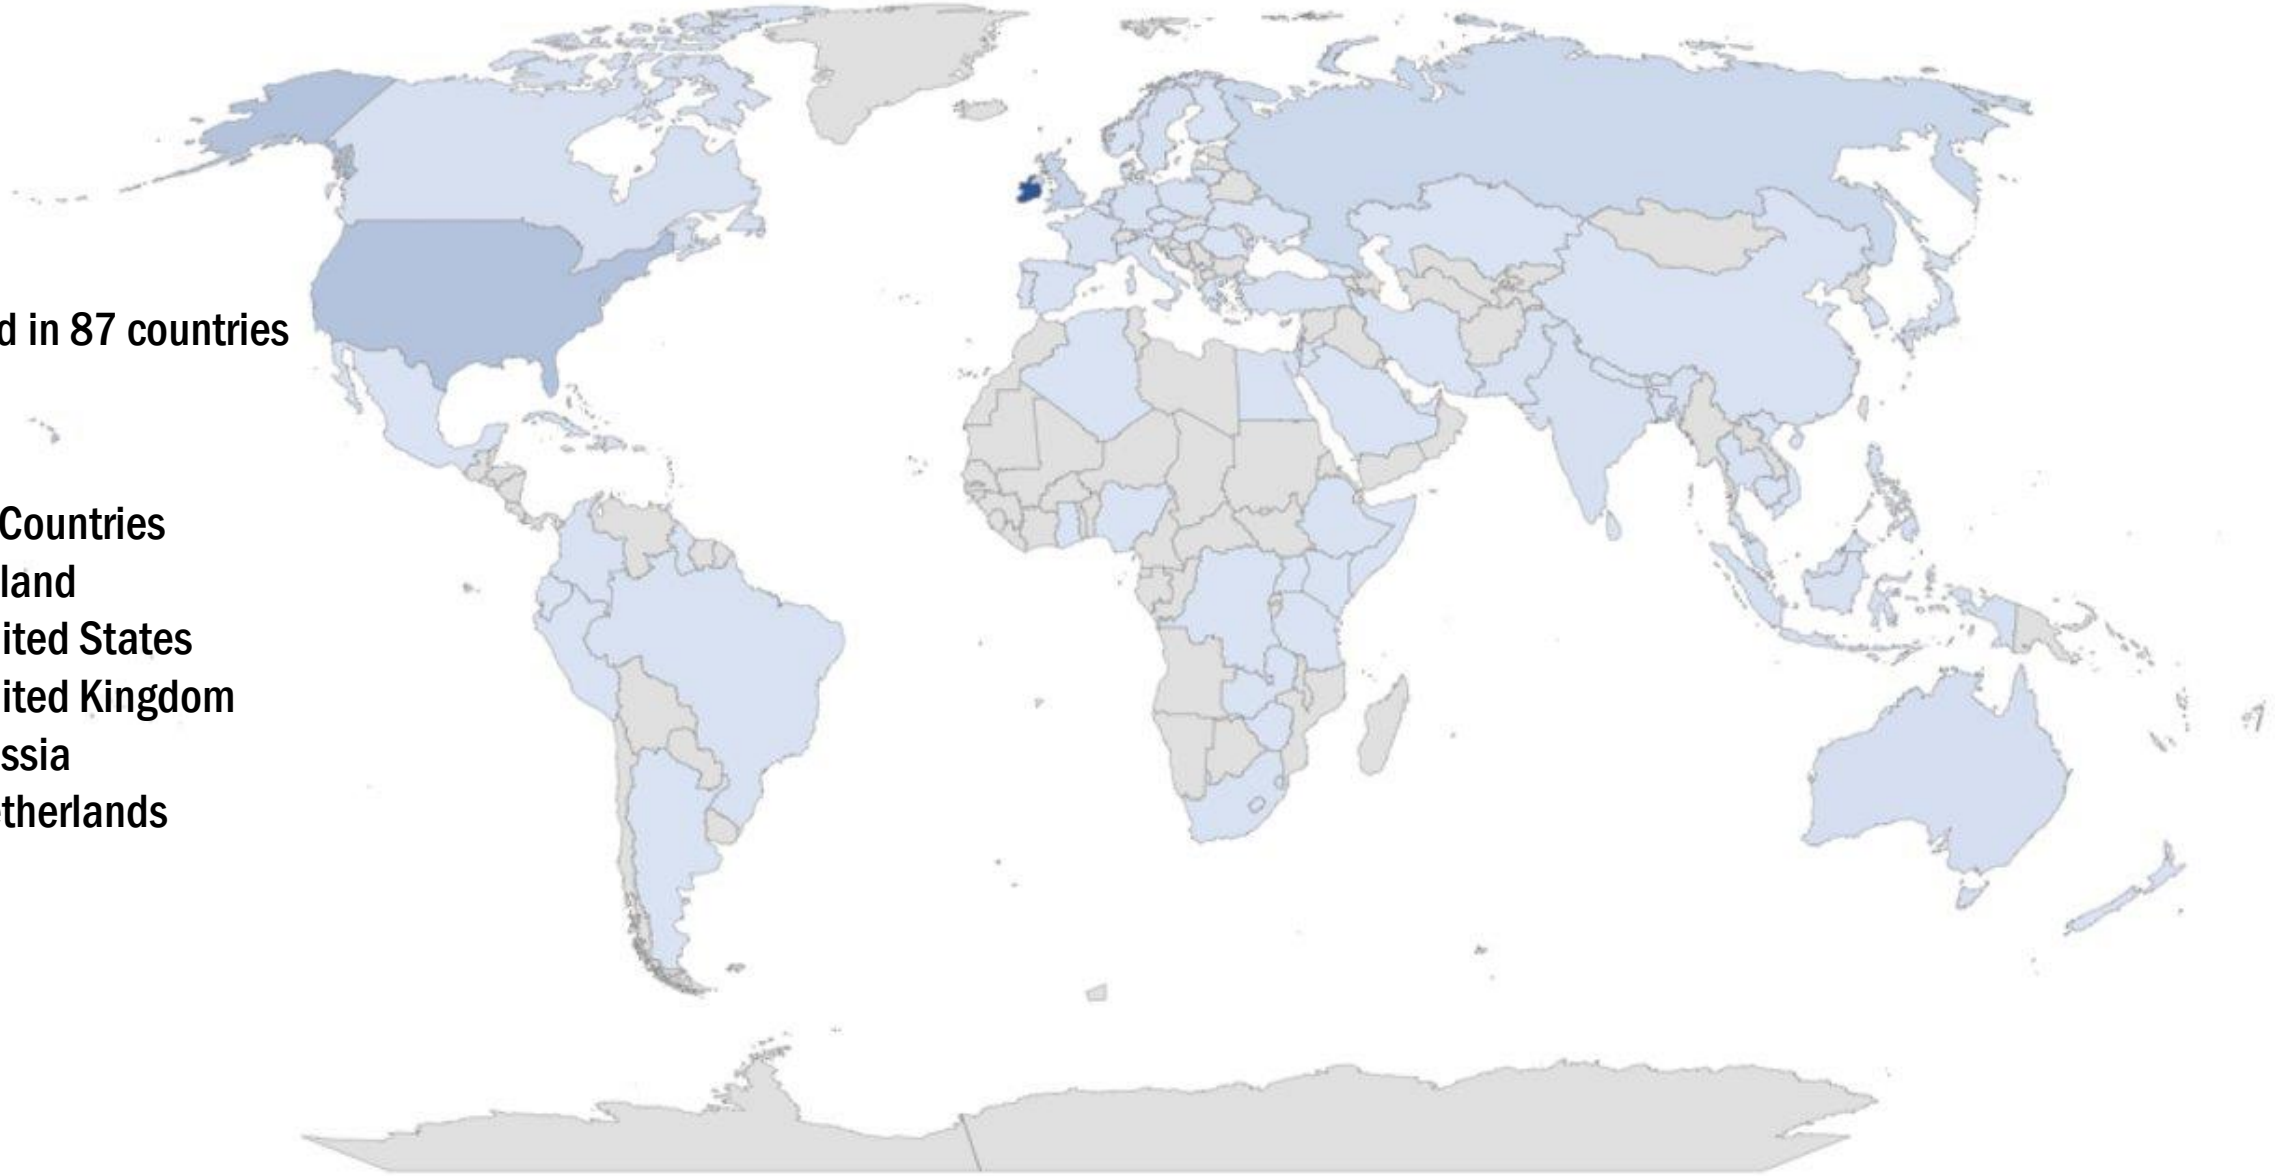 d in 87 countries
Countries
land
ited States
ited Kingdom
ssia
therlands